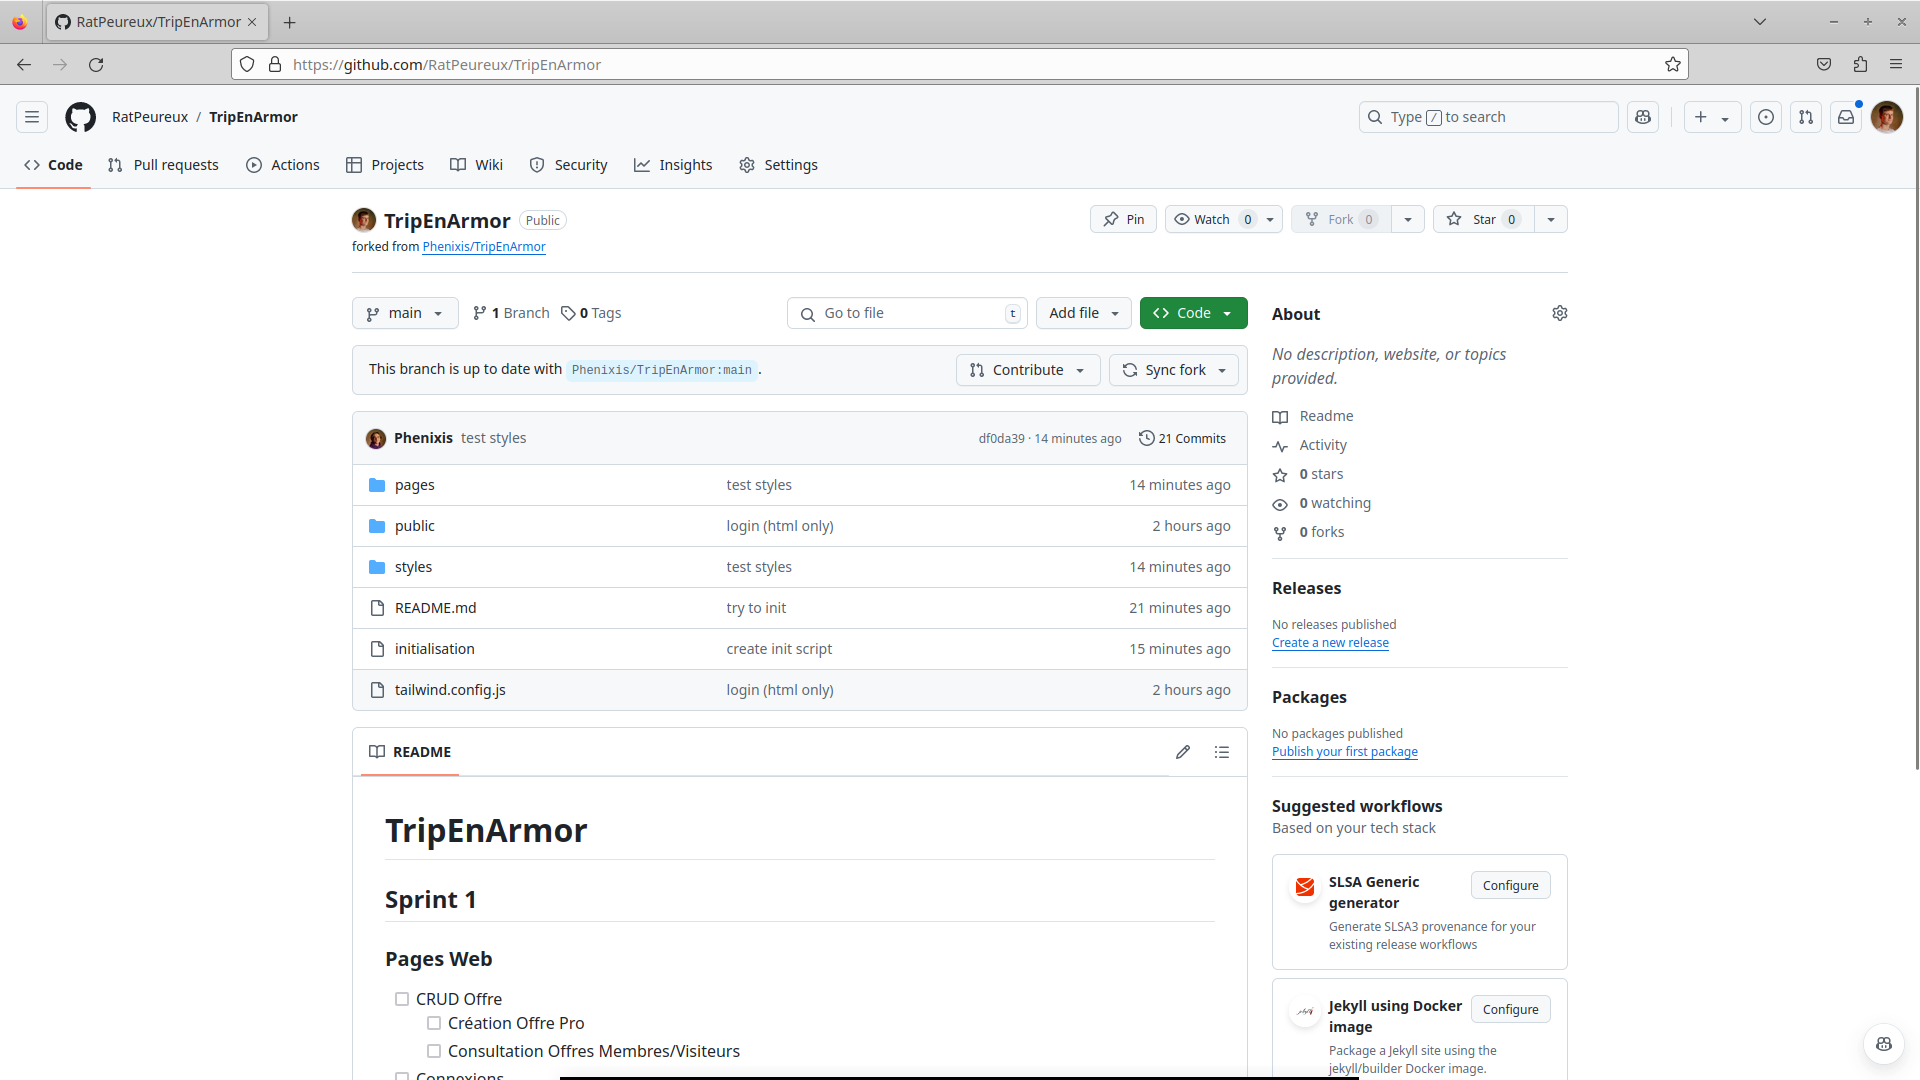 RatPeureux/TripEnArmor
https://github.com/RatPeureux/TripEnArmor
RatPeureux / TripEnArmor
Type / to search
Code Pull requests Actions Projects Wiki Security Insights Settings
TripEnArmor Public
Pin Watch 0 Fork 0 Star 0
forked from Phenixis/TripEnArmor
main 1 Branch 0 Tags Go to file t Add file Code
This branch is up to date with Phenixis/TripEnArmor:main . Contribute Sync fork
Phenixis test styles df0da39 · 14 minutes ago 21 Commits
pages test styles 14 minutes ago
public login (html only) 2 hours ago
styles test styles 14 minutes ago
README.md try to init 21 minutes ago
initialisation create init script 15 minutes ago
tailwind.config.js login (html only) 2 hours ago
README
TripEnArmor
Sprint 1
Pages Web
CRUD Offre
Création Offre Pro
Consultation Offres Membres/Visiteurs
Connexions
About
No description, website, or topics
provided.
Readme
Activity
0 stars
0 watching
0 forks
Releases
No releases published
Create a new release
Packages
No packages published
Publish your first package
Suggested workflows
Based on your tech stack
SLSA Generic
generator
Configure
Generate SLSA3 provenance for your
existing release workflows
Jekyll using Docker
image
Configure
Package a Jekyll site using the
jekyll/builder Docker image.